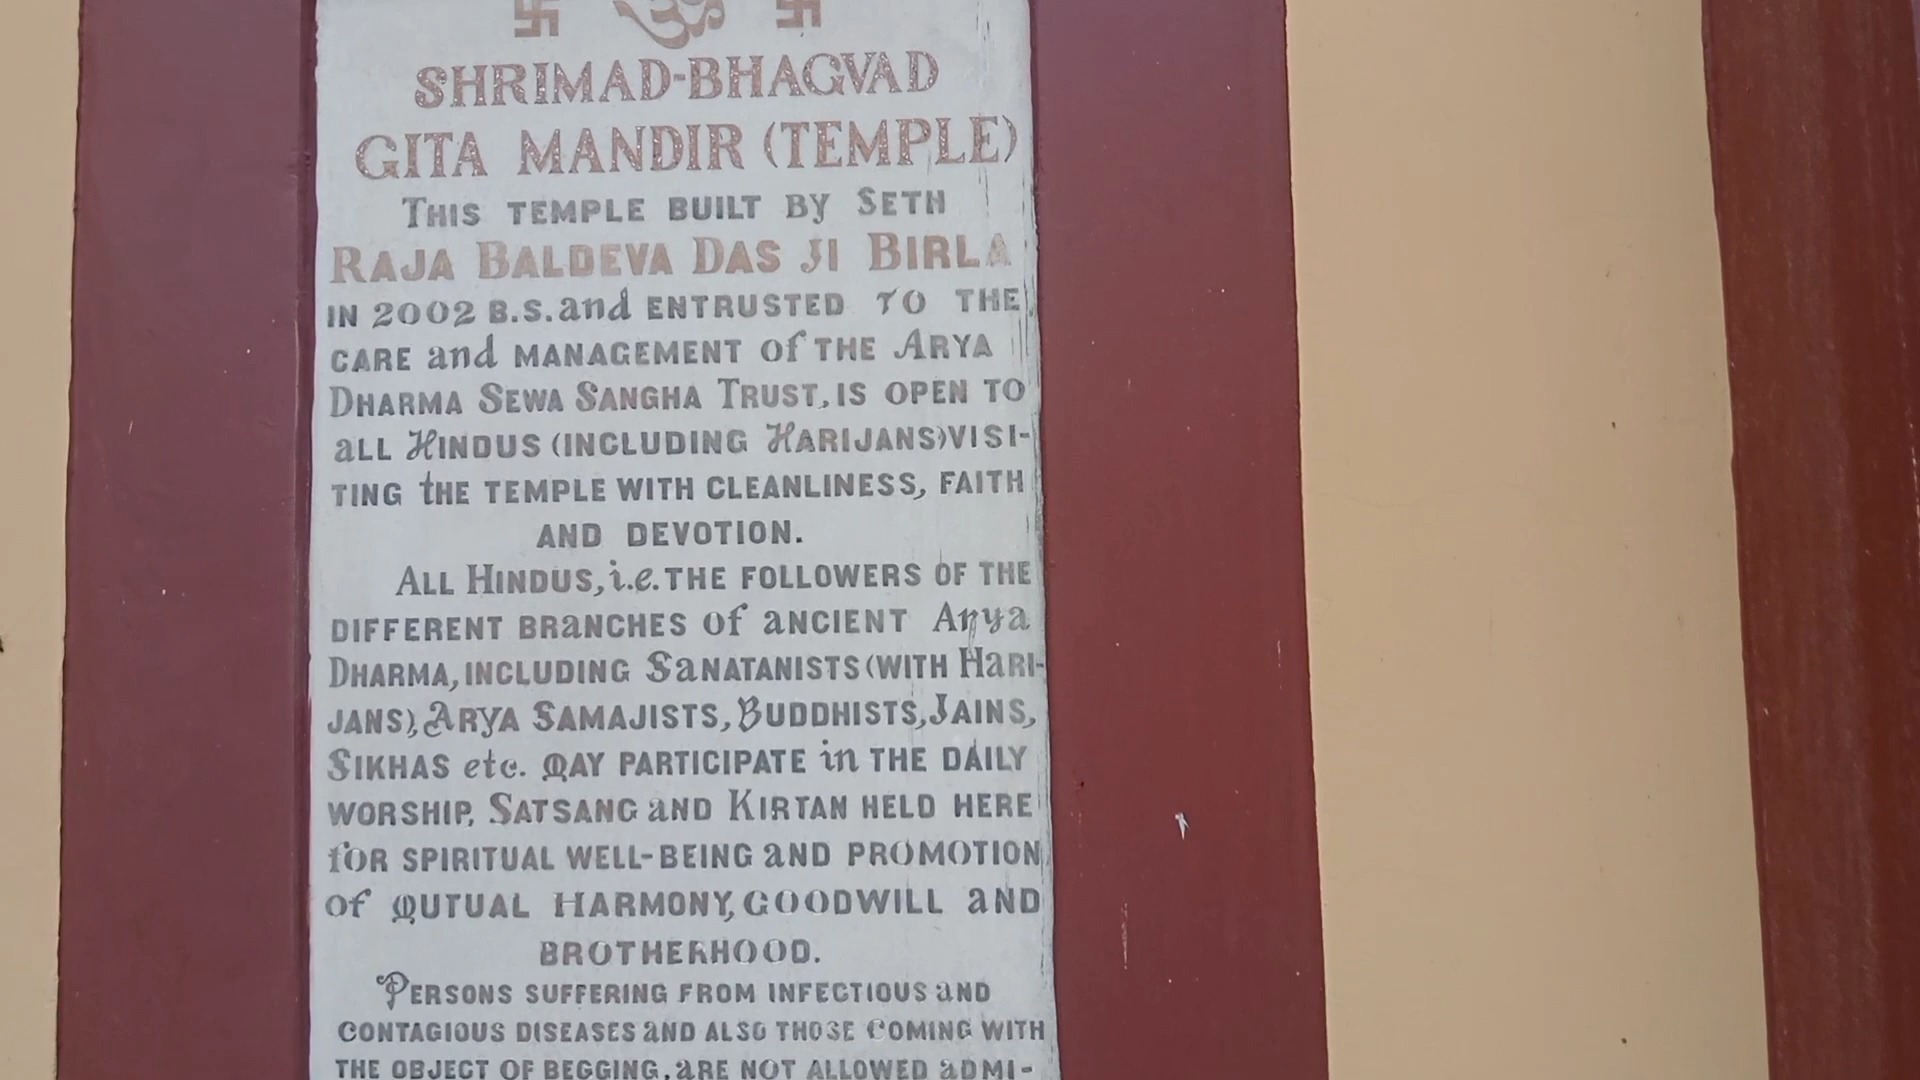 卐 ॐ 卐
SHRIMAD-BHAGVAD
GITA MANDIR (TEMPLE)
THIS TEMPLE BUILT By SETH
RAJA BALDEVA DAS JI BIRLA
IN 2002 B.S. and ENTRUSTED TO THE
CARE and MANAGEMENT of THE ARYA
DHARMA SEWA SANGHA TRUST, IS OPEN TO
aLL HINDUS (INCLUDING HARIJANS) VISI-
TING tHE TEMPLE WITH CLEANLINESS, FAITH
AND DEVOTION.
ALL HINDUS, i.e. THE FOLLOWERS OF THE
DIFFERENT BRaNCHES of aNCIENT Arya
DHARMA, INCLUDING SaNATANISTS (WITH HaRI-
JANS), ARyA SAMAJISTS, BUDDHISTS, JAINS,
SIKHAS etc. MAY PARTICIPATE in THE DAILY
WORSHIP, SATSANG aND KIRTAN HELD HERE
fOR SPIRITUAL WELL-BEING aND PROMOTION
of MUTUAL HARMONY, GOODWILL aND
BROTHERHOOD.
PERSONS SUFFERING FROM INFECTIOUS aND
CONTAGIOUS DISEASES aND ALSO THOSE COMING WITH
THE OBJECT OF BEGGING, aRE NOT ALLOWED aDMI-